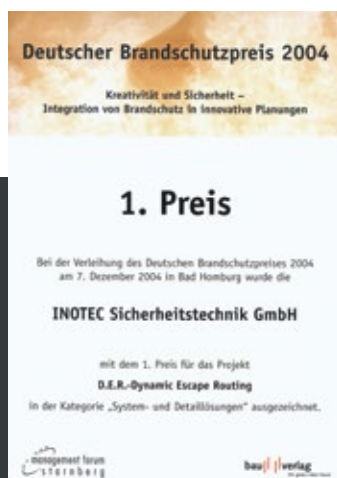 Deutscher Brandschutzpreis 2004
Kreativität und Sicherheit –
Integration von Brandschutz in innovative Planungen
1. Preis
Bei der Verleihung des Deutschen Brandschutzpreises 2004
am 7. Dezember 2004 in Bad Homburg wurde die
INOTEC Sicherheitstechnik GmbH
mit dem 1. Preis für das Projekt
D.E.R.-Dynamic Escape Routing
in der Kategorie „System- und Detaillösungen“ ausgezeichnet.
management forum
starnberg
bau verlag